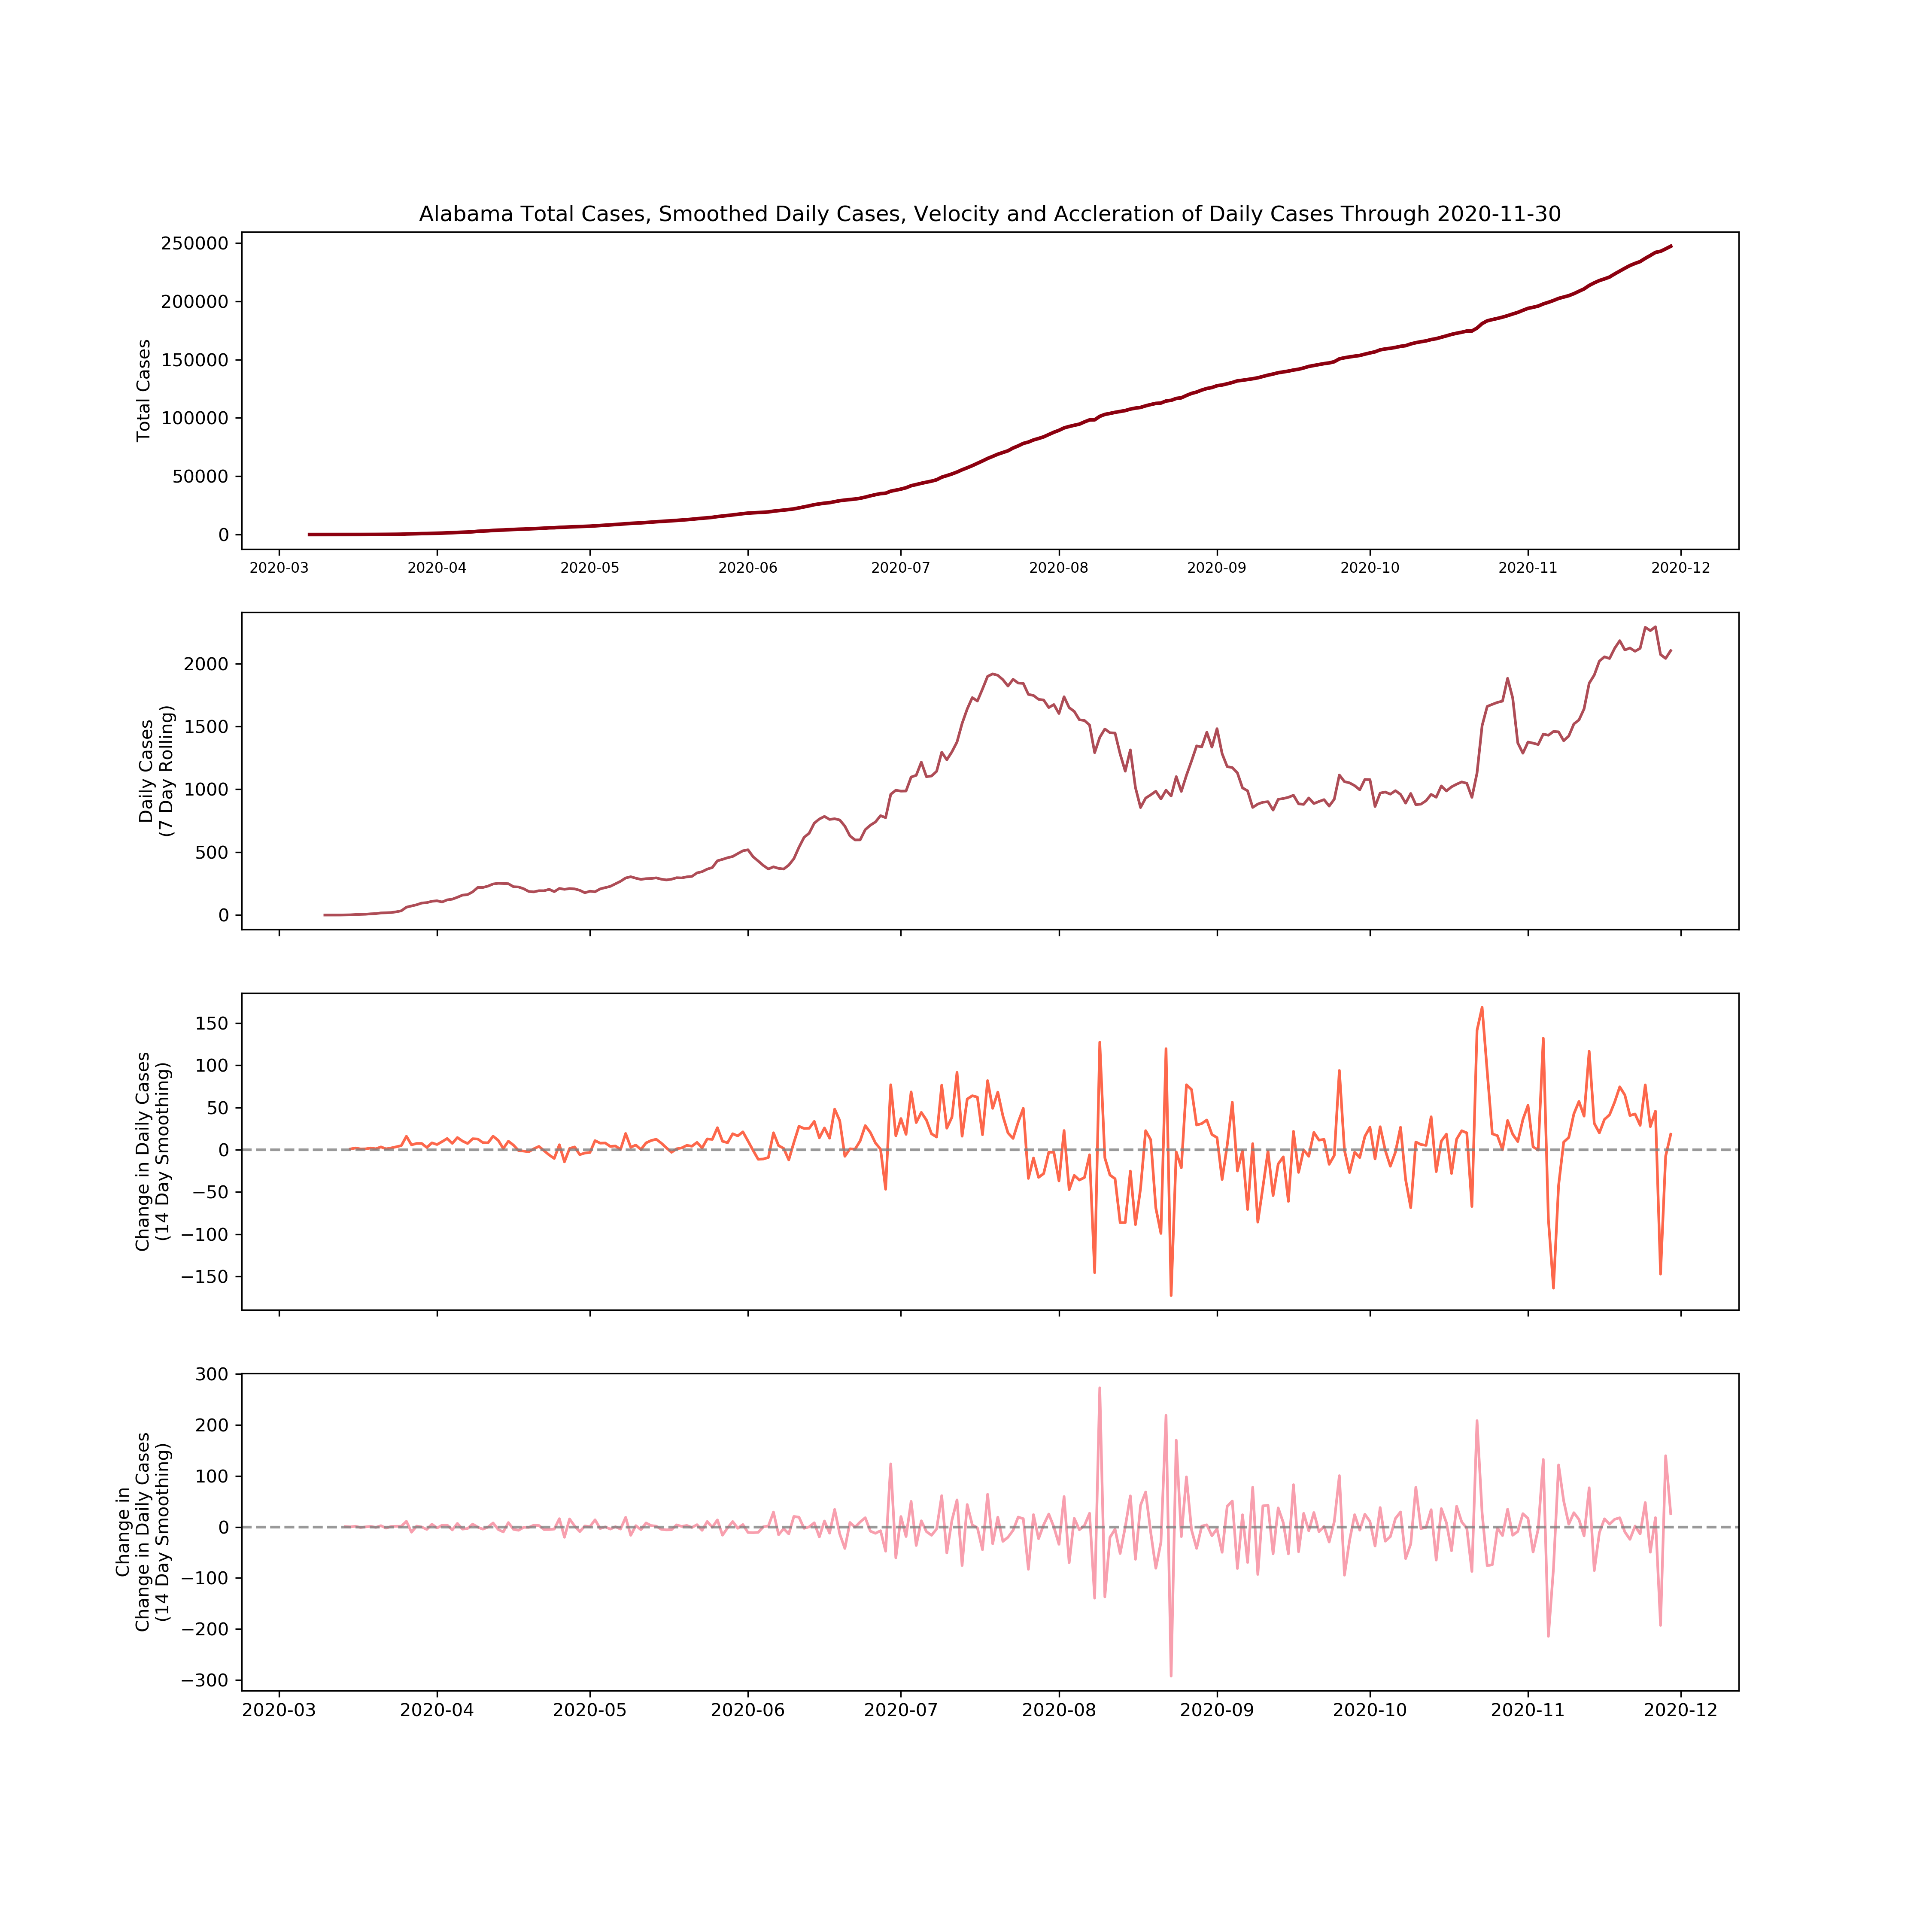 Alabama Total Cases, Smoothed Daily Cases, Velocity and Accleration of Daily Cases Through 2020-11-30
Total Cases
250000
200000
150000
100000
50000
0
2020-03 2020-04 2020-05 2020-06 2020-07 2020-08 2020-09 2020-10 2020-11 2020-12
Daily Cases
(7 Day Rolling)
2000
1500
1000
500
0
Change in Daily Cases
(14 Day Smoothing)
150
100
50
0
−50
−100
−150
Change in
Change in Daily Cases
(14 Day Smoothing)
300
200
100
0
−100
−200
−300
2020-03 2020-04 2020-05 2020-06 2020-07 2020-08 2020-09 2020-10 2020-11 2020-12